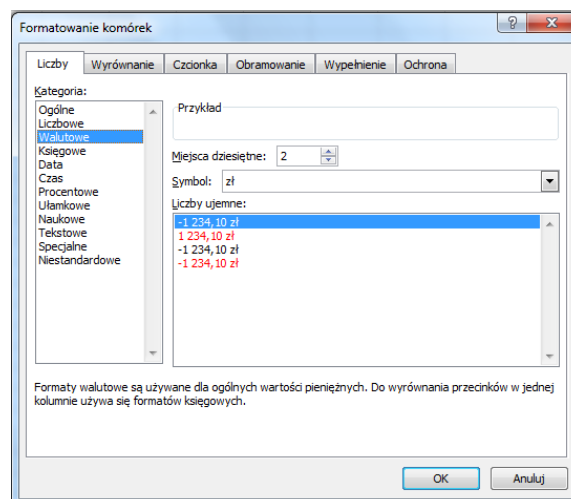 Formatowanie komórek
Liczby Wyrównanie Czcionka Obramowanie Wypełnienie Ochrona
Kategoria:
Ogólne
Liczbowe
Walutowe
Księgowe
Data
Czas
Procentowe
Ułamkowe
Naukowe
Tekstowe
Specjalne
Niestandardowe
Przykład
Miejsca dziesiętne: 2
Symbol: zł
Liczby ujemne:
-1 234,10 zł
1 234,10 zł
-1 234,10 zł
-1 234,10 zł
Formaty walutowe są używane dla ogólnych wartości pieniężnych. Do wyrównania przecinków w jednej
kolumnie używa się formatów księgowych.
OK Anuluj